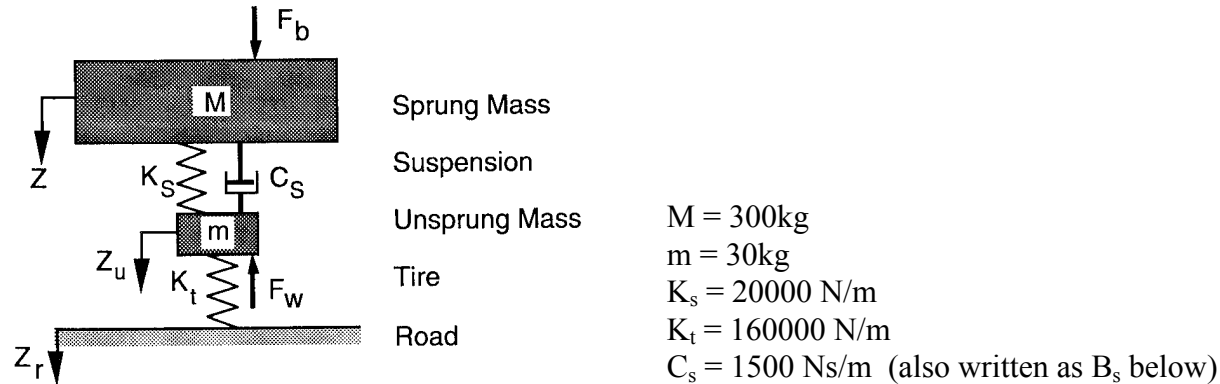 F_b
M
Sprung Mass
Z
K_S
C_S
Suspension
m
Unsprung Mass
Z_u
K_t
F_w
Tire
Z_r
Road
M = 300kg
m = 30kg
K_s = 20000 N/m
K_t = 160000 N/m
C_s = 1500 Ns/m (also written as B_s below)